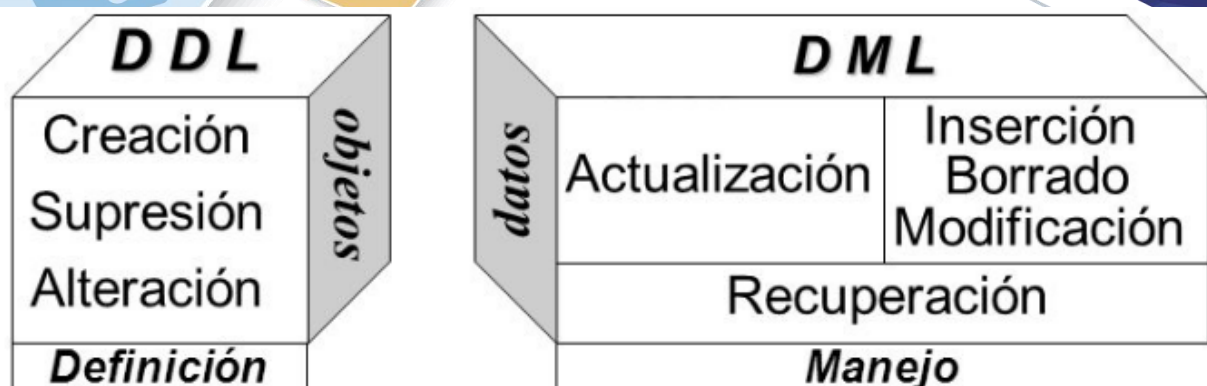 D D L
Creación
Supresión
Alteración
objetos
Definición
D M L
datos
Actualización
Inserción
Borrado
Modificación
Recuperación
Manejo